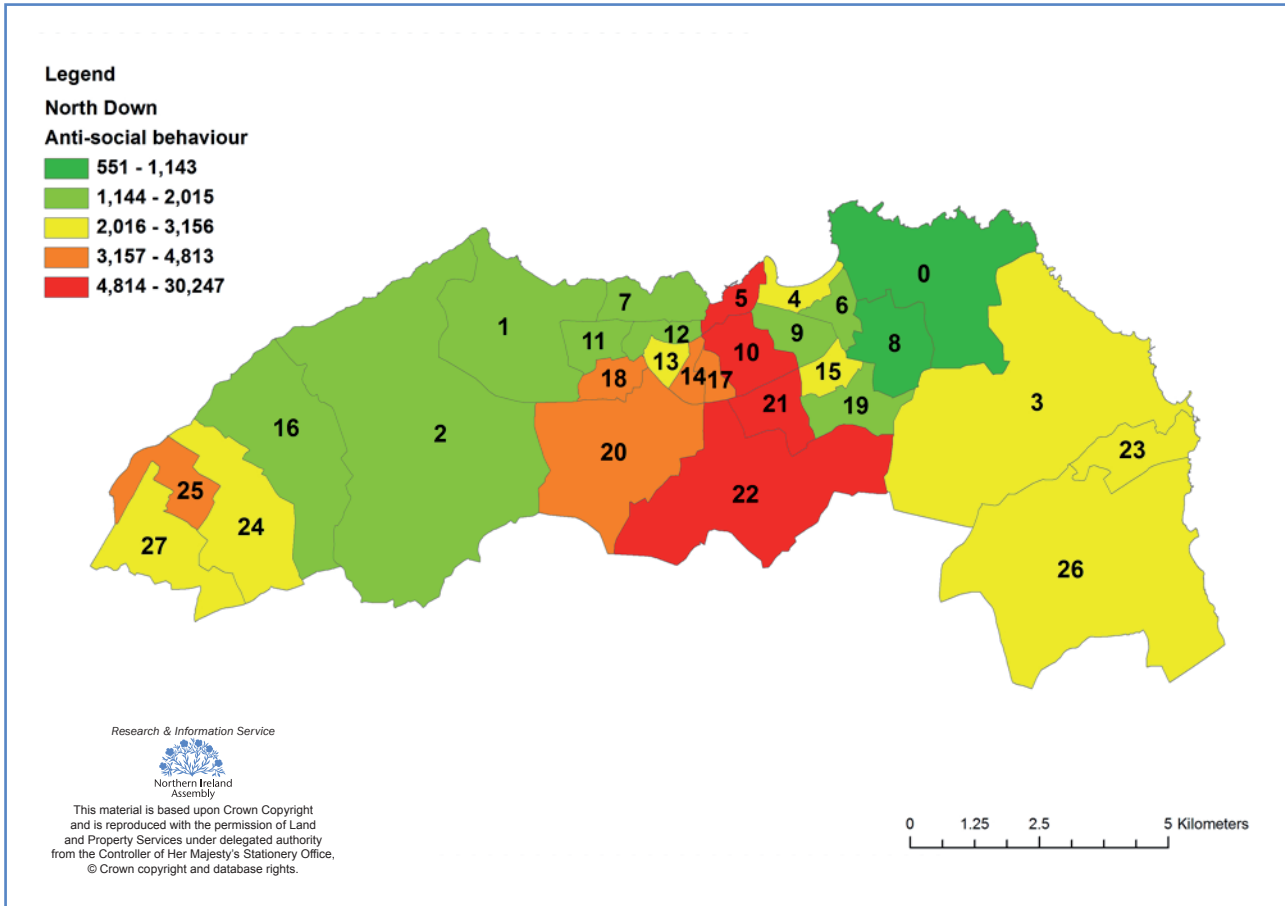 Legend
North Down
Anti-social behaviour
551 - 1,143
1,144 - 2,015
2,016 - 3,156
3,157 - 4,813
4,814 - 30,247
0
7
5
4
6
1
11
12
9
8
10
13
14
17
18
15
3
21
19
16
2
20
23
22
25
24
27
26
Research & Information Service
Northern Ireland
Assembly
This material is based upon Crown Copyright
and is reproduced with the permission of Land
and Property Services under delegated authority
from the Controller of Her Majesty's Stationery Office,
© Crown copyright and database rights.
0 1.25 2.5 5 Kilometers